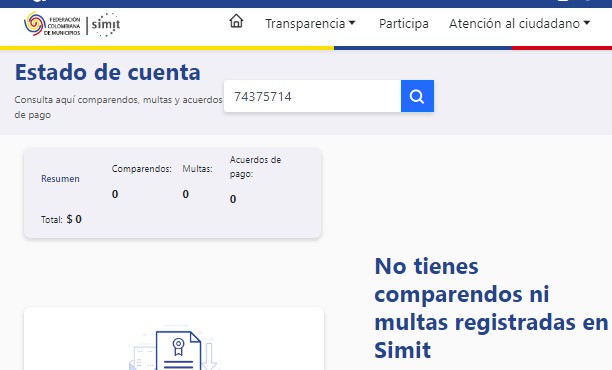 FEDERACIÓN
COLOMBIANA
DE MUNICIPIOS
simit
Transparencia
Participa
Atención al ciudadano
Estado de cuenta
Consulta aquí comparendos, multas y acuerdos
de pago
74375714
Resumen
Comparendos:
0
Multas:
0
Acuerdos de
pago:
0
Total: $ 0
No tienes
comparendos ni
multas registradas en
Simit